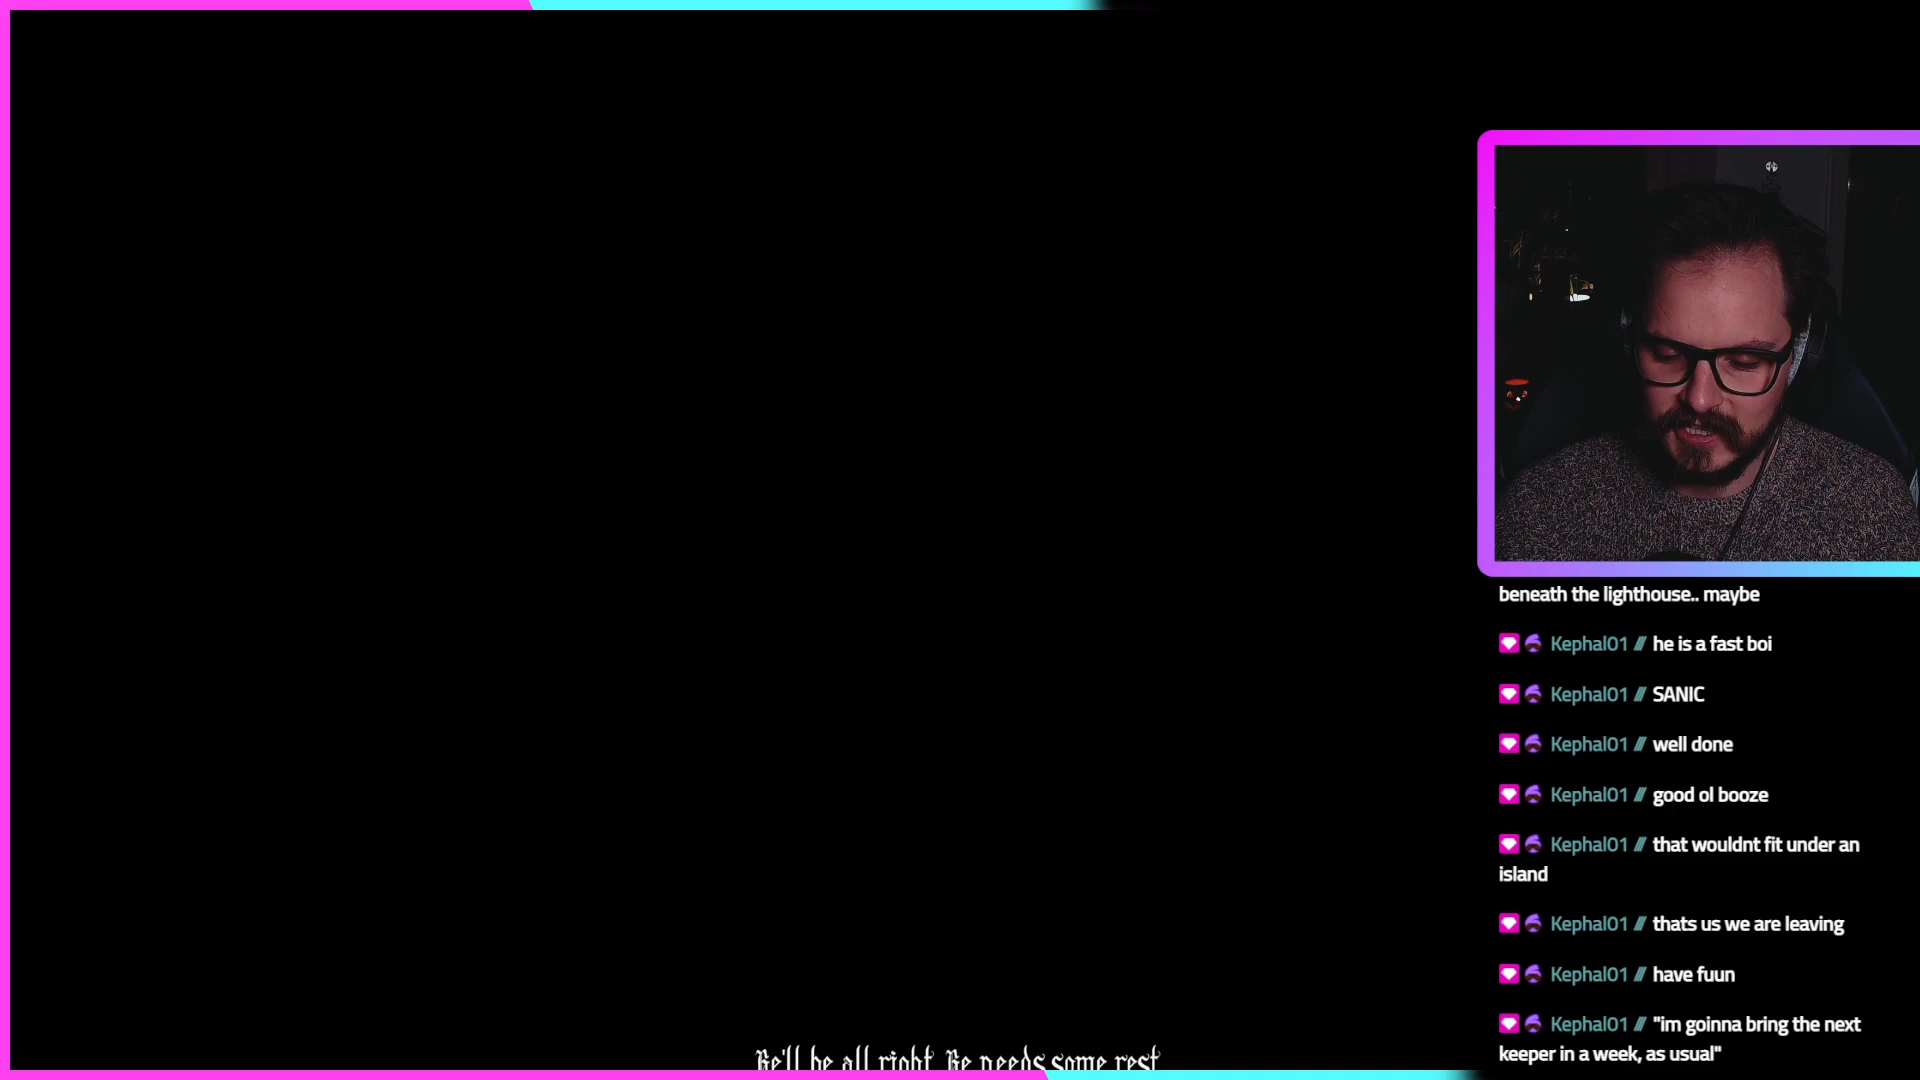 beneath the lighthouse.. maybe
Kephal01 /// he is a fast boi
Kephal01 /// SANIC
Kephal01 /// well done
Kephal01 /// good ol booze
Kephal01 /// that wouldnt fit under an
island
Kephal01 /// thats us we are leaving
Kephal01 /// have fuun
Kephal01 /// "im goinna bring the next
keeper in a week, as usual"
He'll be all right. He needs some rest